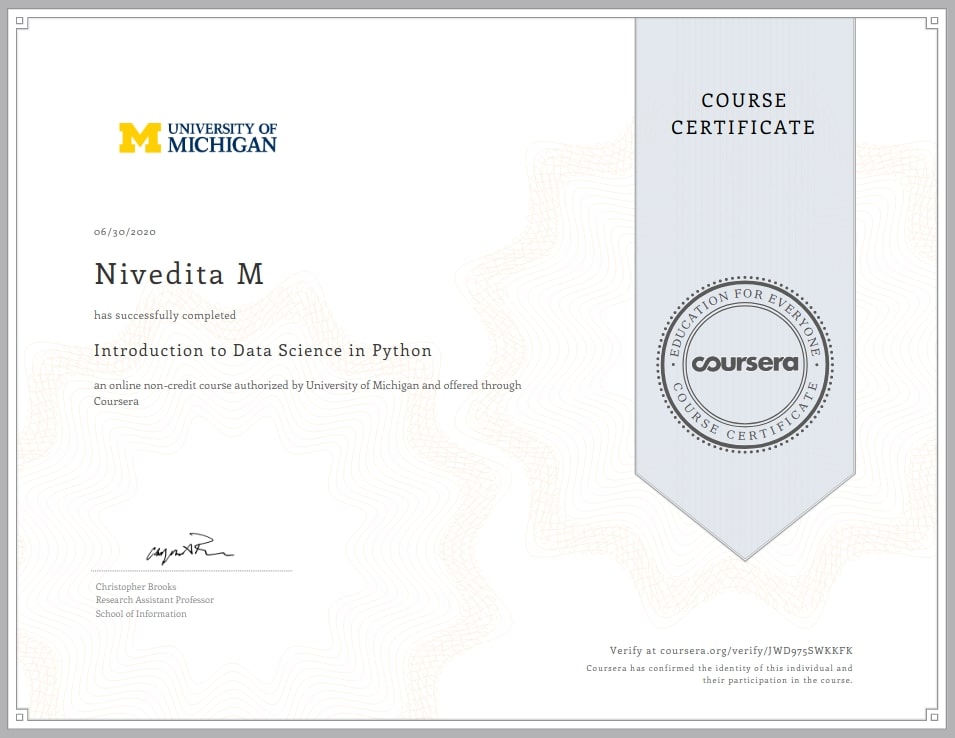 UNIVERSITY OF
MICHIGAN
COURSE
CERTIFICATE
06/30/2020
Nivedita M
has successfully completed
Introduction to Data Science in Python
an online non-credit course authorized by University of Michigan and offered through
Coursera
EDUCATION FOR EVERYONE
coursera
COURSE CERTIFICATE
Christopher Brooks
Research Assistant Professor
School of Information
Verify at coursera.org/verify/JWD975SWKKFK
Coursera has confirmed the identity of this individual and
their participation in the course.